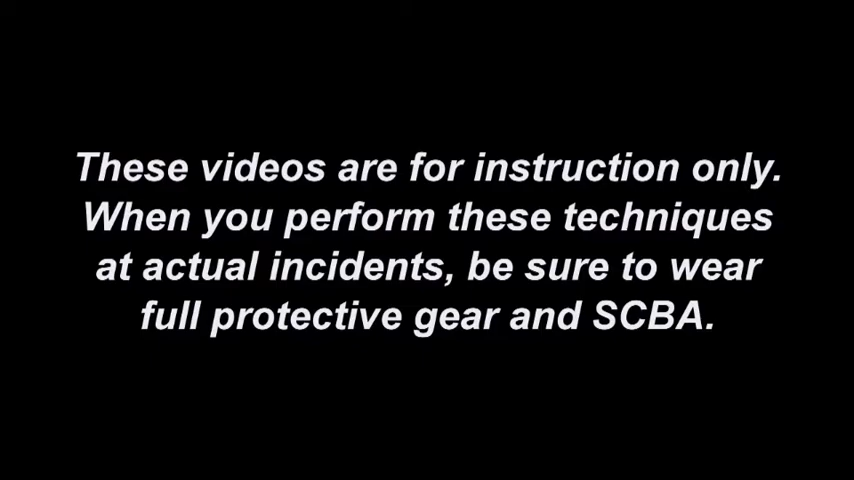 These videos are for instruction only.
When you perform these techniques
at actual incidents, be sure to wear
full protective gear and SCBA.